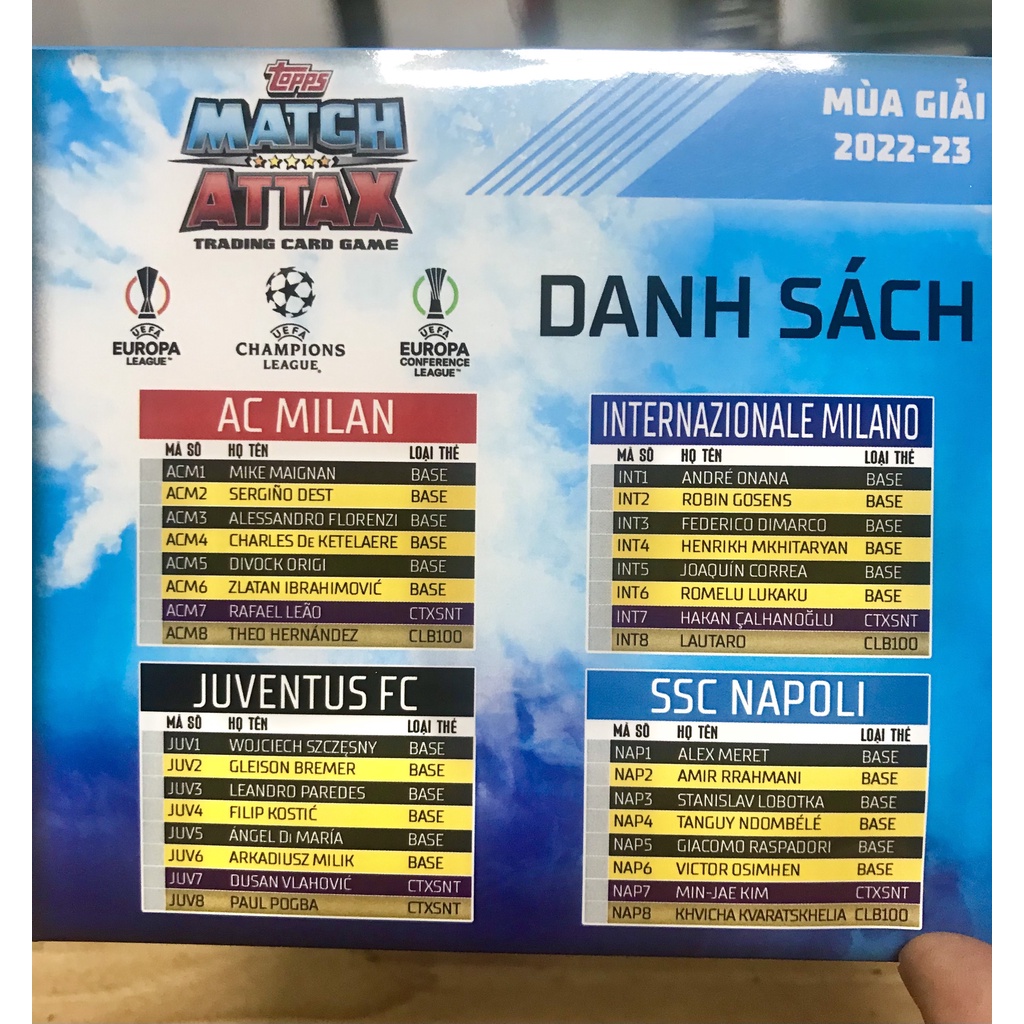 topps
MATCH
ATTAX
TRADING CARD GAME
MÙA GIẢI
2022-23
UEFA
EUROPA
LEAGUE™
UEFA
CHAMPIONS
LEAGUE®
UEFA
EUROPA
CONFERENCE
LEAGUE™
DANH SÁCH
AC MILAN
MÃ SỐ HỌ TÊN LOẠI THẺ
ACM1 MIKE MAIGNAN BASE
ACM2 SERGIÑO DEST BASE
ACM3 ALESSANDRO FLORENZI BASE
ACM4 CHARLES De KETELAERE BASE
ACM5 DIVOCK ORIGI BASE
ACM6 ZLATAN IBRAHIMOVIĆ BASE
ACM7 RAFAEL LEÃO CTXSNT
ACM8 THEO HERNÁNDEZ CLB100
INTERNAZIONALE MILANO
MÃ SỐ HỌ TÊN LOẠI THẺ
INT1 ANDRÉ ONANA BASE
INT2 ROBIN GOSENS BASE
INT3 FEDERICO DIMARCO BASE
INT4 HENRIKH MKHITARYAN BASE
INT5 JOAQUÍN CORREA BASE
INT6 ROMELU LUKAKU BASE
INT7 HAKAN ÇALHANOĞLU CTXSNT
INT8 LAUTARO CLB100
JUVENTUS FC
MÃ SỐ HỌ TÊN LOẠI THẺ
JUV1 WOJCIECH SZCZĘSNY BASE
JUV2 GLEISON BREMER BASE
JUV3 LEANDRO PAREDES BASE
JUV4 FILIP KOSTIĆ BASE
JUV5 ÁNGEL Di MARÍA BASE
JUV6 ARKADIUSZ MILIK BASE
JUV7 DUSAN VLAHOVIĆ CTXSNT
JUV8 PAUL POGBA CTXSNT
SSC NAPOLI
MÃ SỐ HỌ TÊN LOẠI THẺ
NAP1 ALEX MERET BASE
NAP2 AMIR RRAHMANI BASE
NAP3 STANISLAV LOBOTKA BASE
NAP4 TANGUY NDOMBÉLÉ BASE
NAP5 GIACOMO RASPADORI BASE
NAP6 VICTOR OSIMHEN BASE
NAP7 MIN-JAE KIM CTXSNT
NAP8 KHVICHA KVARATSKHELIA CLB100